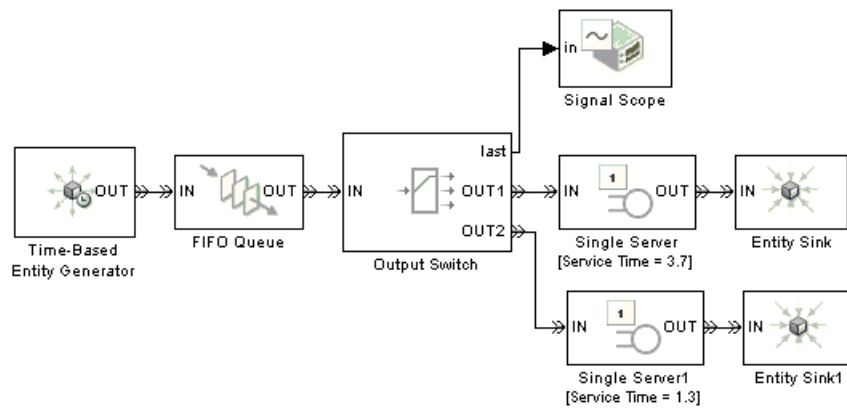 in
Signal Scope
OUT
Time-Based
Entity Generator
IN
OUT
FIFO Queue
IN
last
OUT1
OUT2
Output Switch
IN
1
OUT
Single Server
[Service Time = 3.7]
IN
Entity Sink
IN
1
OUT
Single Server1
[Service Time = 1.3]
IN
Entity Sink1